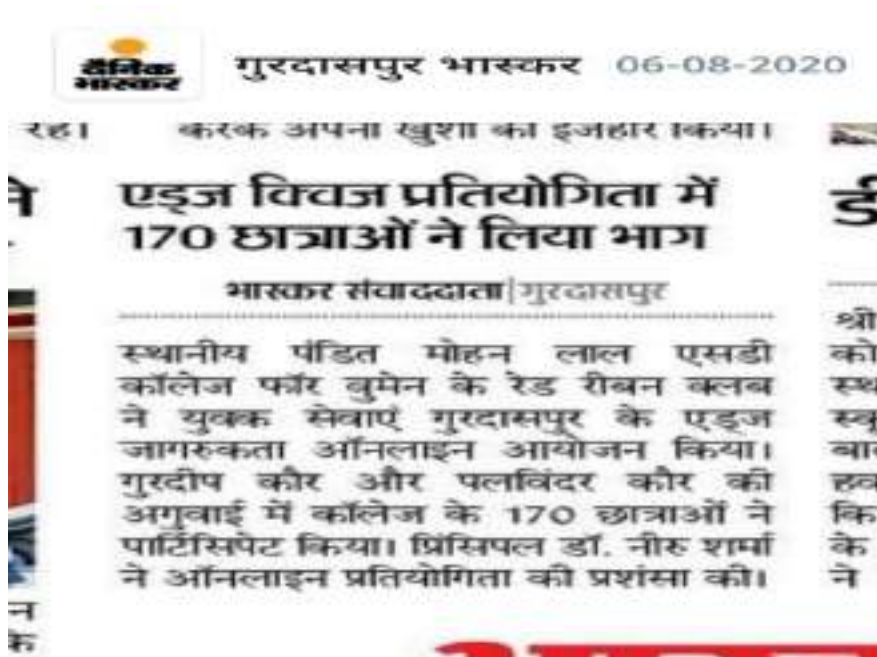 दैनिक भास्कर
गुरदासपुर भास्कर 06-08-2020
रहे। करके अपनी खुशी का इजहार किया।
एड्ज क्विज प्रतियोगिता में
170 छात्राओं ने लिया भाग
भास्कर संवाददाता|गुरदासपुर
स्थानीय पंडित मोहन लाल एसडी
कॉलेज फॉर वुमेन के रेड रीबन क्लब
ने युवक सेवाएं गुरदासपुर के एड्ज
जागरुकता ऑनलाइन आयोजन किया।
गुरदीप कौर और पलविंदर कौर की
अगुवाई में कॉलेज के 170 छात्राओं ने
पार्टिसिपेट किया। प्रिंसिपल डॉ. नीरु शर्मा
ने ऑनलाइन प्रतियोगिता की प्रशंसा की।
ने
श्री
को
स्थ
स्कू
बा
हव
कि
के
ने
न
के